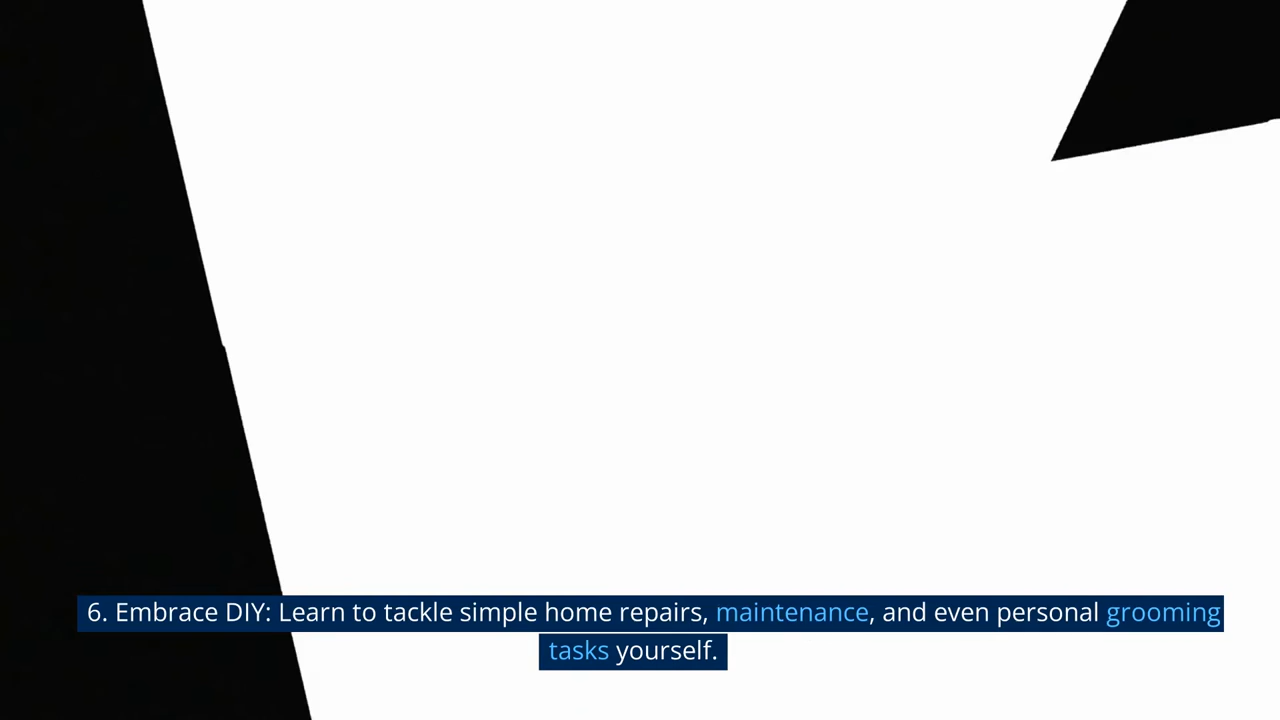 6. Embrace DIY: Learn to tackle simple home repairs, maintenance, and even personal grooming
tasks yourself.